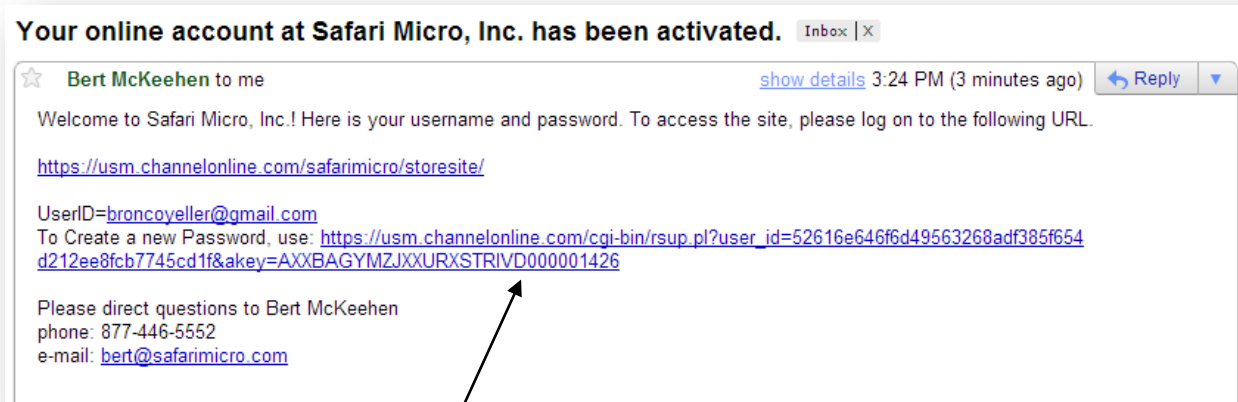 Your online account at Safari Micro, Inc. has been activated. Inbox | X
Bert McKeehen to me show details 3:24 PM (3 minutes ago) Reply
Welcome to Safari Micro, Inc.! Here is your username and password. To access the site, please log on to the following URL.
https://usm.channelonline.com/safarimicro/storesite/
UserID=broncoyeller@gmail.com
To Create a new Password, use: https://usm.channelonline.com/cgi-bin/rsup.pl?user_id=52616e646f6d49563268adf385f654
d212ee8fcb7745cd1f&akey=AXXBAGYMZJXXURXSTRIVD000001426
Please direct questions to Bert McKeehen
phone: 877-446-5552
e-mail: bert@safarimicro.com